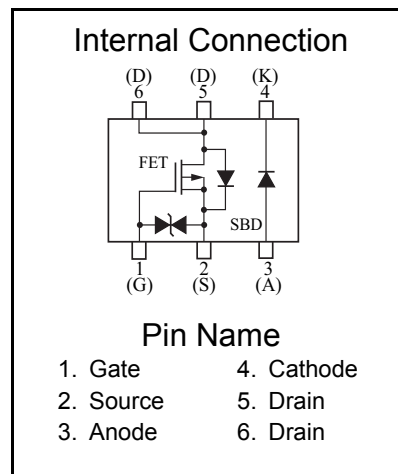 Internal Connection
(D) (D) (K)
6 5 4
FET
SBD
1 2 3
(G) (S) (A)
Pin Name
1. Gate 4. Cathode
2. Source 5. Drain
3. Anode 6. Drain